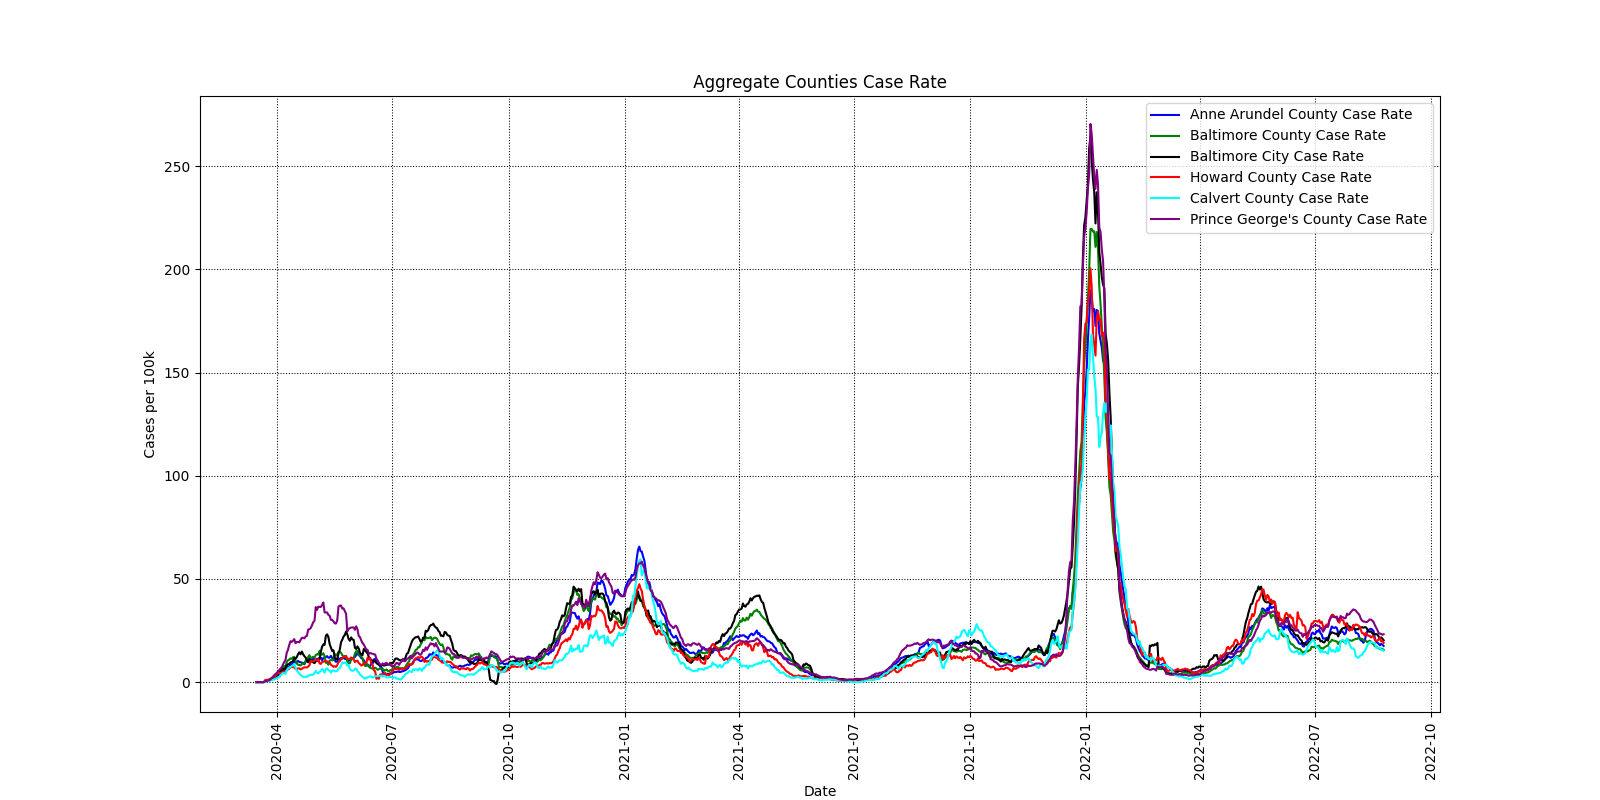 Aggregate Counties Case Rate
Anne Arundel County Case Rate
Baltimore County Case Rate
Baltimore City Case Rate
Howard County Case Rate
Calvert County Case Rate
Prince George's County Case Rate
Cases per 100k
250
200
150
100
50
0
2020-04
2020-07
2020-10
2021-01
2021-04
2021-07
2021-10
2022-01
2022-04
2022-07
2022-10
Date